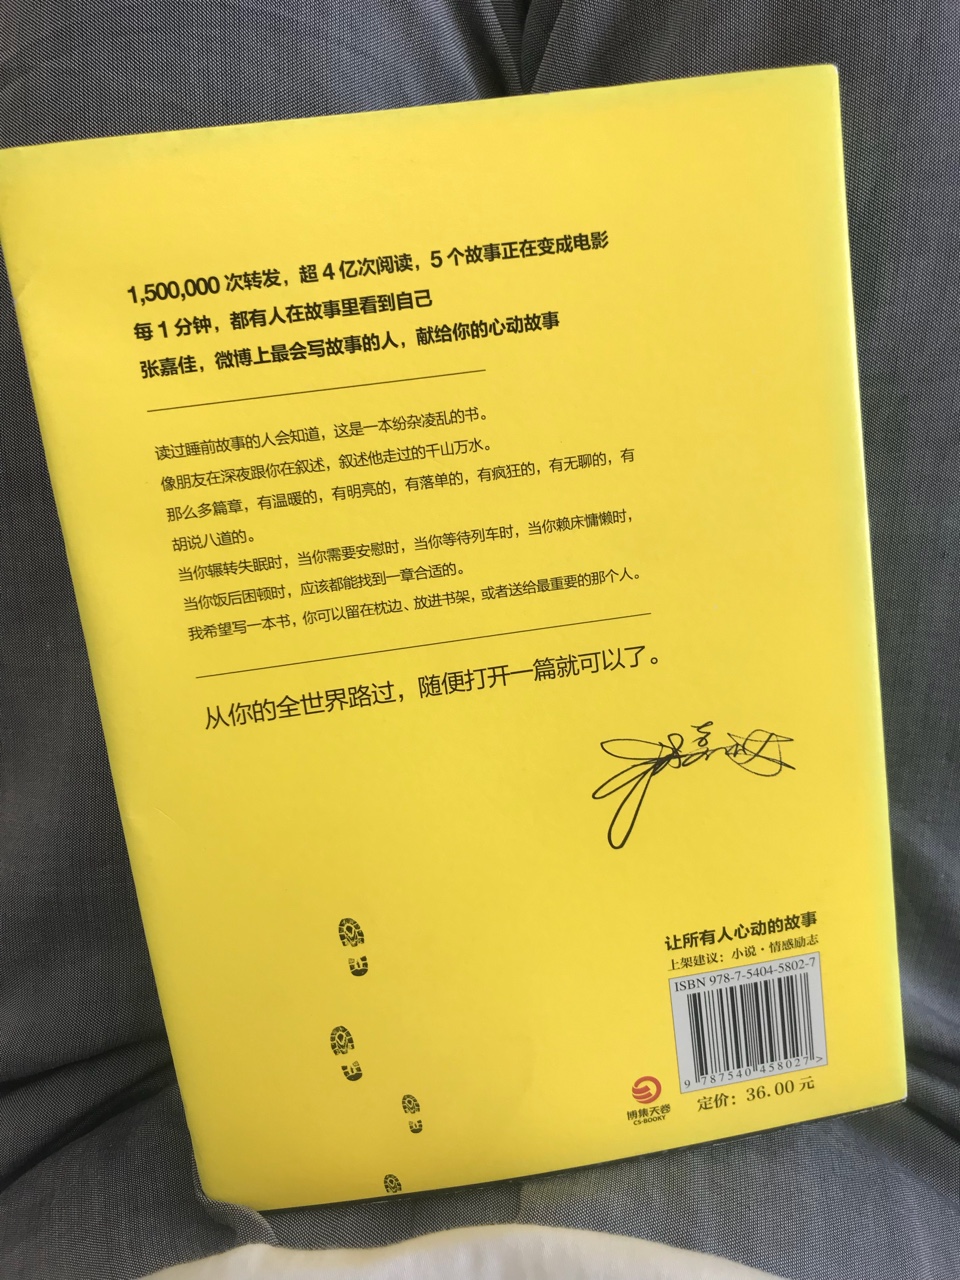 1,500,000 次转发，超 4 亿次阅读，5 个故事正在变成电影
每 1 分钟，都有人在故事里看到自己
张嘉佳，微博上最会写故事的人，献给你的心动故事
读过睡前故事的人会知道，这是一本纷杂凌乱的书。
像朋友在深夜跟你在叙述，叙述他走过的千山万水。
那么多篇章，有温暖的，有明亮的，有落单的，有疯狂的，有无聊的，有
胡说八道的。
当你辗转失眠时，当你需要安慰时，当你等待列车时，当你赖床慵懒时，
当你饭后困顿时，应该都能找到一章合适的。
我希望写一本书，你可以留在枕边、放进书架，或者送给最重要的那个人。
从你的全世界路过，随便打开一篇就可以了。
张嘉佳
让所有人心动的故事
上架建议：小说·情感励志
ISBN 978-7-5404-5802-7
9 787540 458027 >
定价：36.00 元
博集天卷
CS-BOOKY